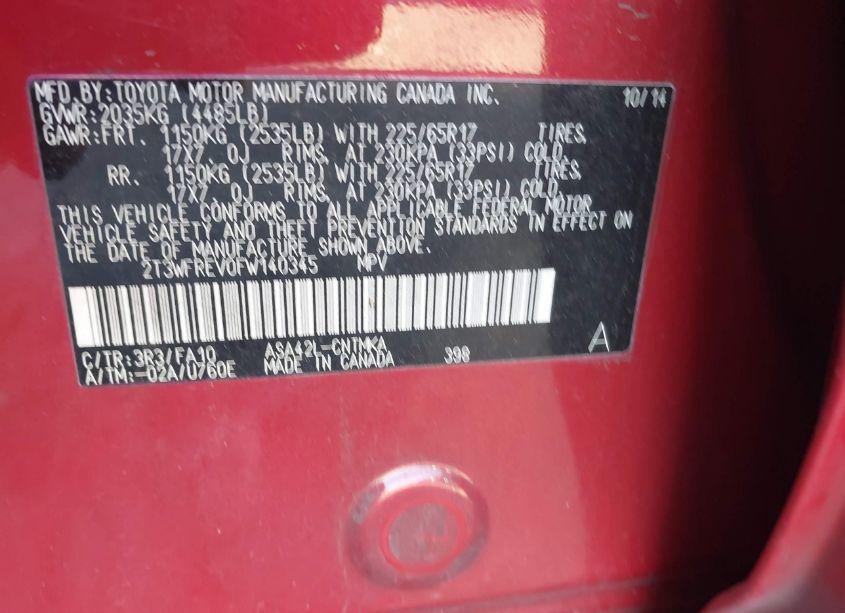 MFD. BY: TOYOTA MOTOR MANUFACTURING CANADA INC. 10/14
GVWR: 2035KG (4485LB)
GAWR: FRT. 1150KG (2535LB) WITH 225/65R17 TIRES,
17X7.0J RIMS, AT 230KPA (33PSI) COLD.
RR. 1150KG (2535LB) WITH 225/65R17 TIRES,
17X7.0J RIMS, AT 230KPA (33PSI) COLD.
THIS VEHICLE CONFORMS TO ALL APPLICABLE FEDERAL MOTOR
VEHICLE SAFETY AND THEFT PREVENTION STANDARDS IN EFFECT ON
THE DATE OF MANUFACTURE SHOWN ABOVE.
2T3WFREV0FW140345 MPV
C/TR: 3R3/FA10 ASA42L-CNTMKA 398 A
A/TM: -02A/U760E MADE IN CANADA